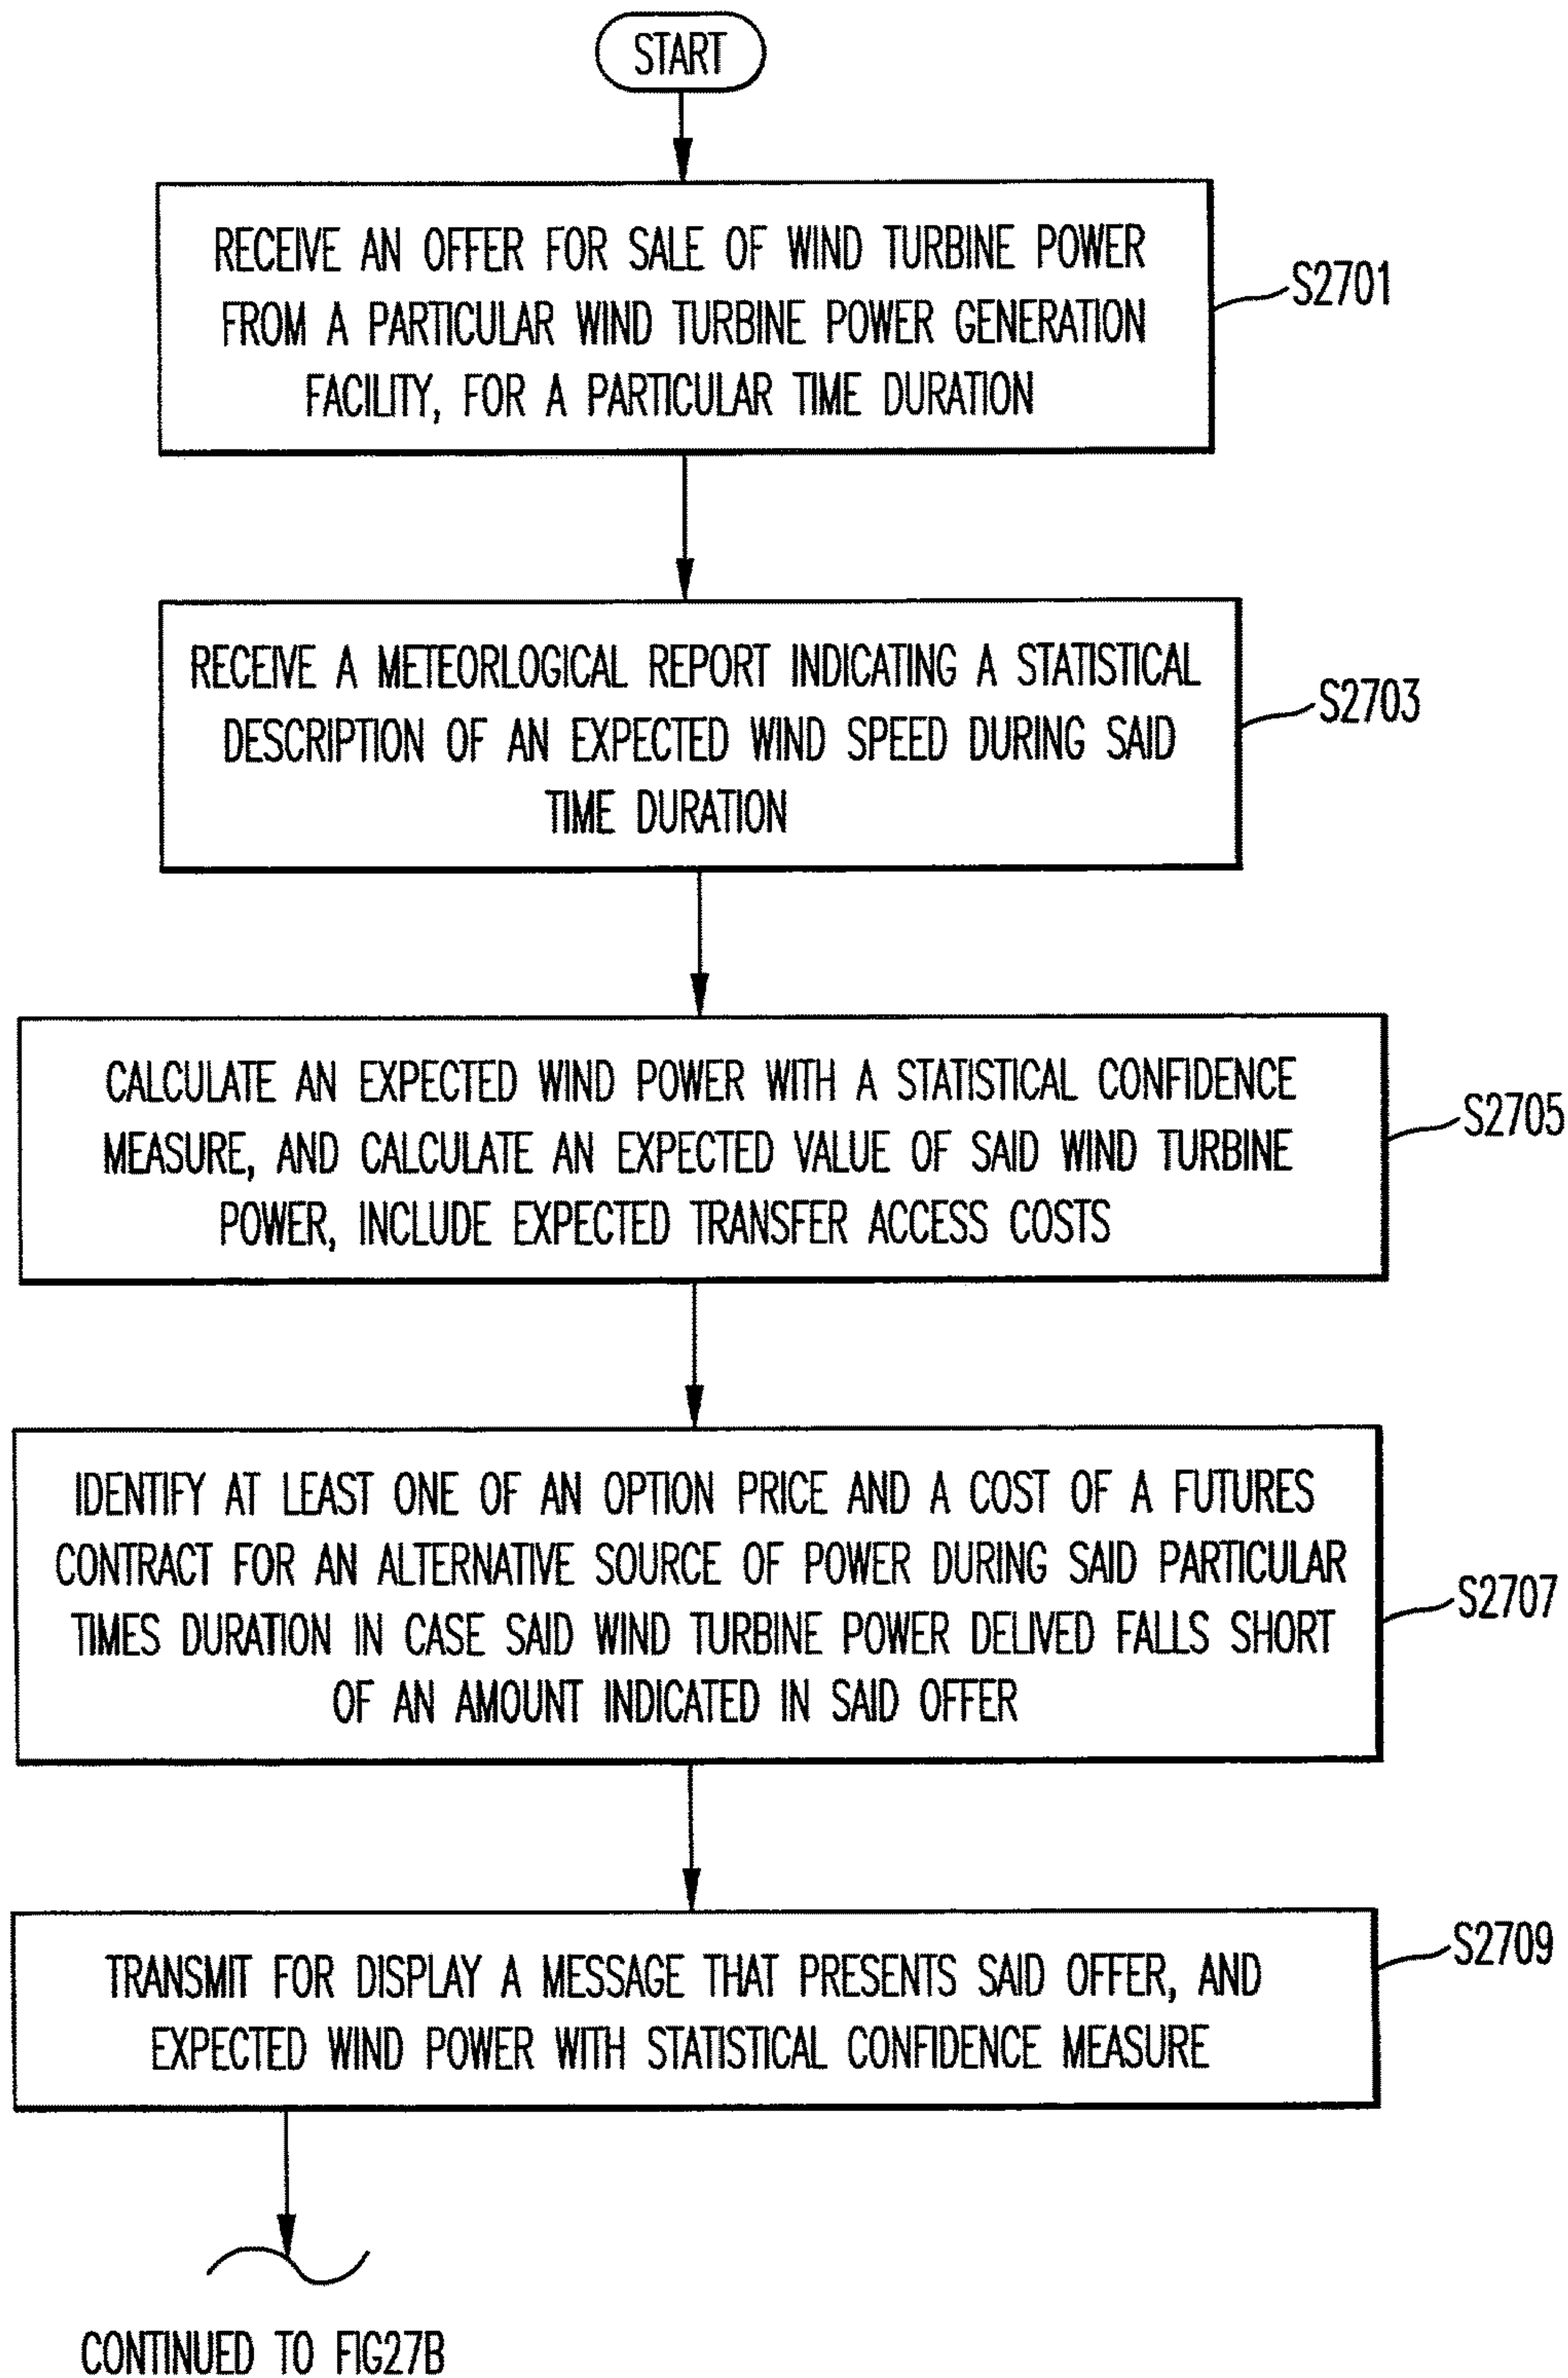 START
RECEIVE AN OFFER FOR SALE OF WIND TURBINE POWER
FROM A PARTICULAR WIND TURBINE POWER GENERATION
FACILITY, FOR A PARTICULAR TIME DURATION
S2701
RECEIVE A METEORLOGICAL REPORT INDICATING A STATISTICAL
DESCRIPTION OF AN EXPECTED WIND SPEED DURING SAID
TIME DURATION
S2703
CALCULATE AN EXPECTED WIND POWER WITH A STATISTICAL CONFIDENCE
MEASURE, AND CALCULATE AN EXPECTED VALUE OF SAID WIND TURBINE
POWER, INCLUDE EXPECTED TRANSFER ACCESS COSTS
S2705
IDENTIFY AT LEAST ONE OF AN OPTION PRICE AND A COST OF A FUTURES
CONTRACT FOR AN ALTERNATIVE SOURCE OF POWER DURING SAID PARTICULAR
TIMES DURATION IN CASE SAID WIND TURBINE POWER DELIVED FALLS SHORT
OF AN AMOUNT INDICATED IN SAID OFFER
S2707
TRANSMIT FOR DISPLAY A MESSAGE THAT PRESENTS SAID OFFER, AND
EXPECTED WIND POWER WITH STATISTICAL CONFIDENCE MEASURE
S2709
CONTINUED TO FIG27B